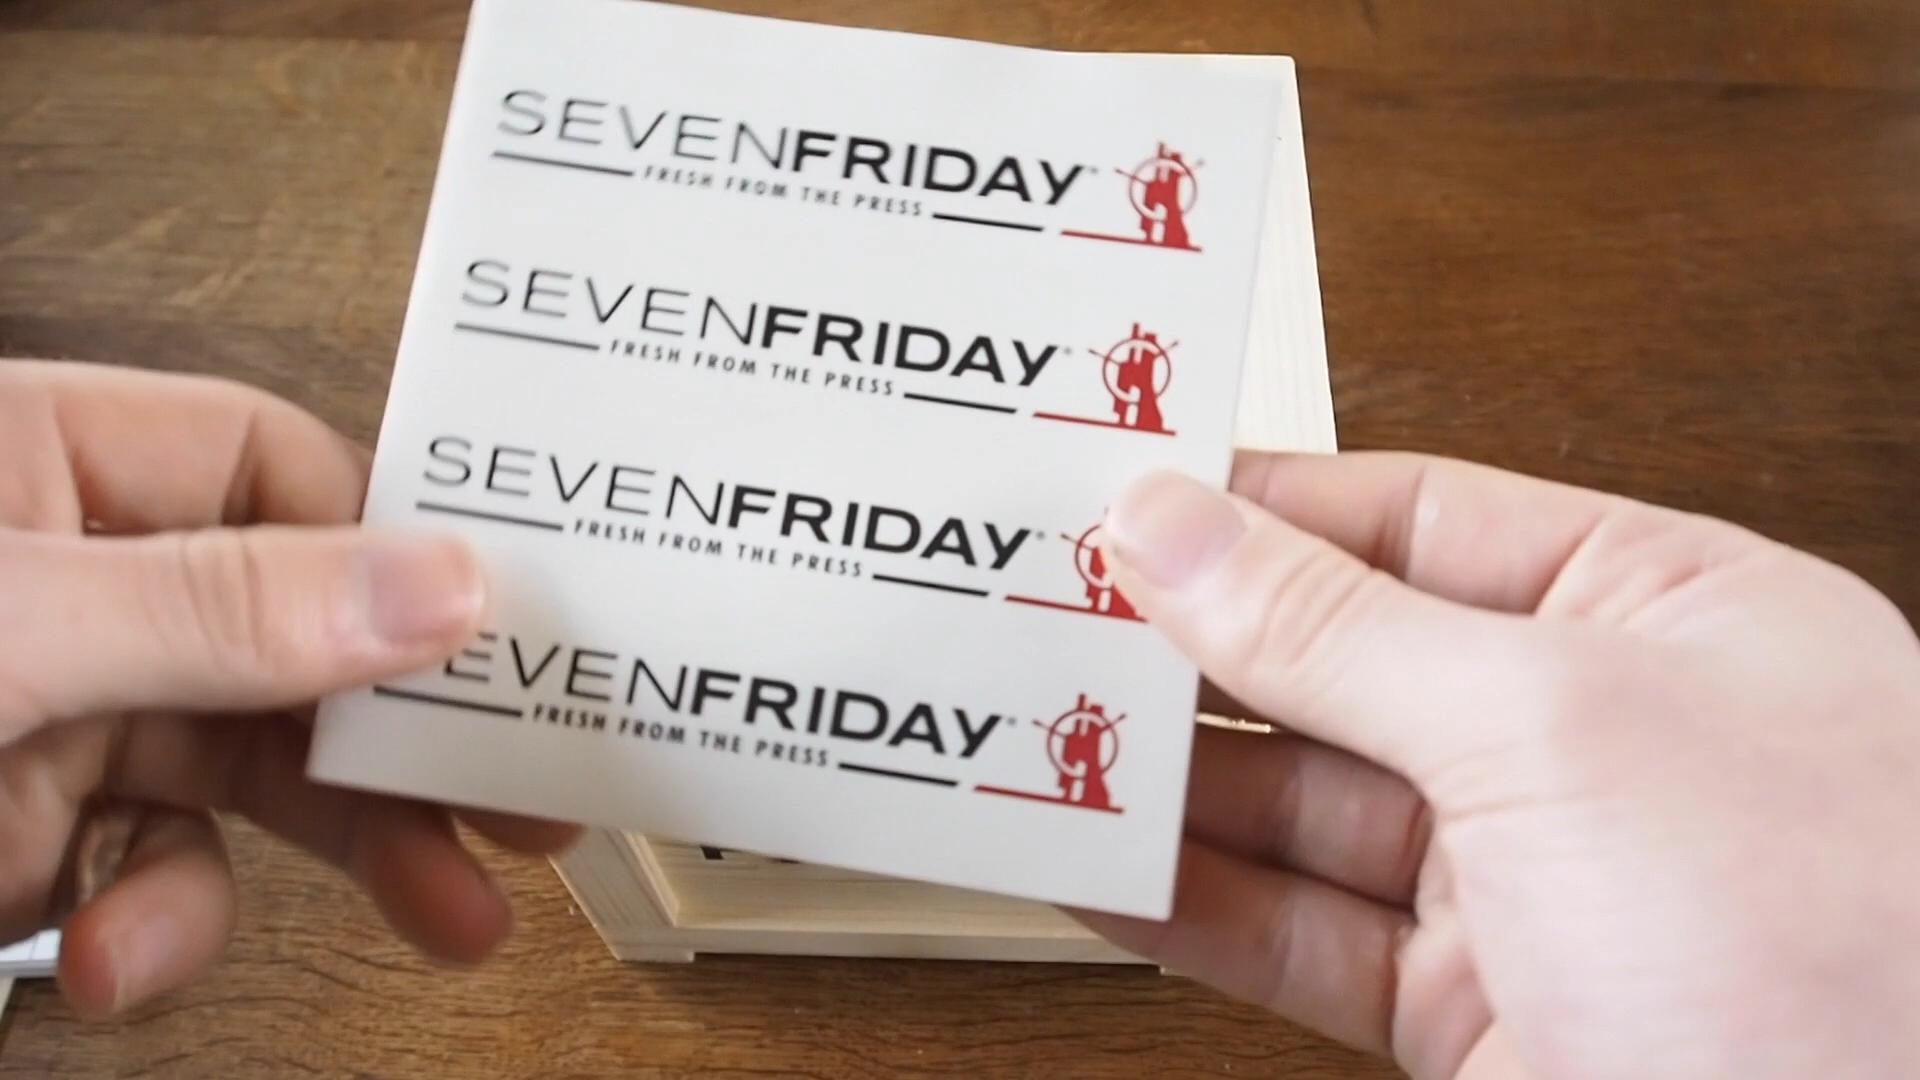 SEVENFRIDAY™
FRESH FROM THE PRESS
SEVENFRIDAY
FRESH FROM THE PRESS
SEVENFRIDAY
FRESH FROM THE PRESS
EVENFRIDAY
FRESH FROM THE PRESS